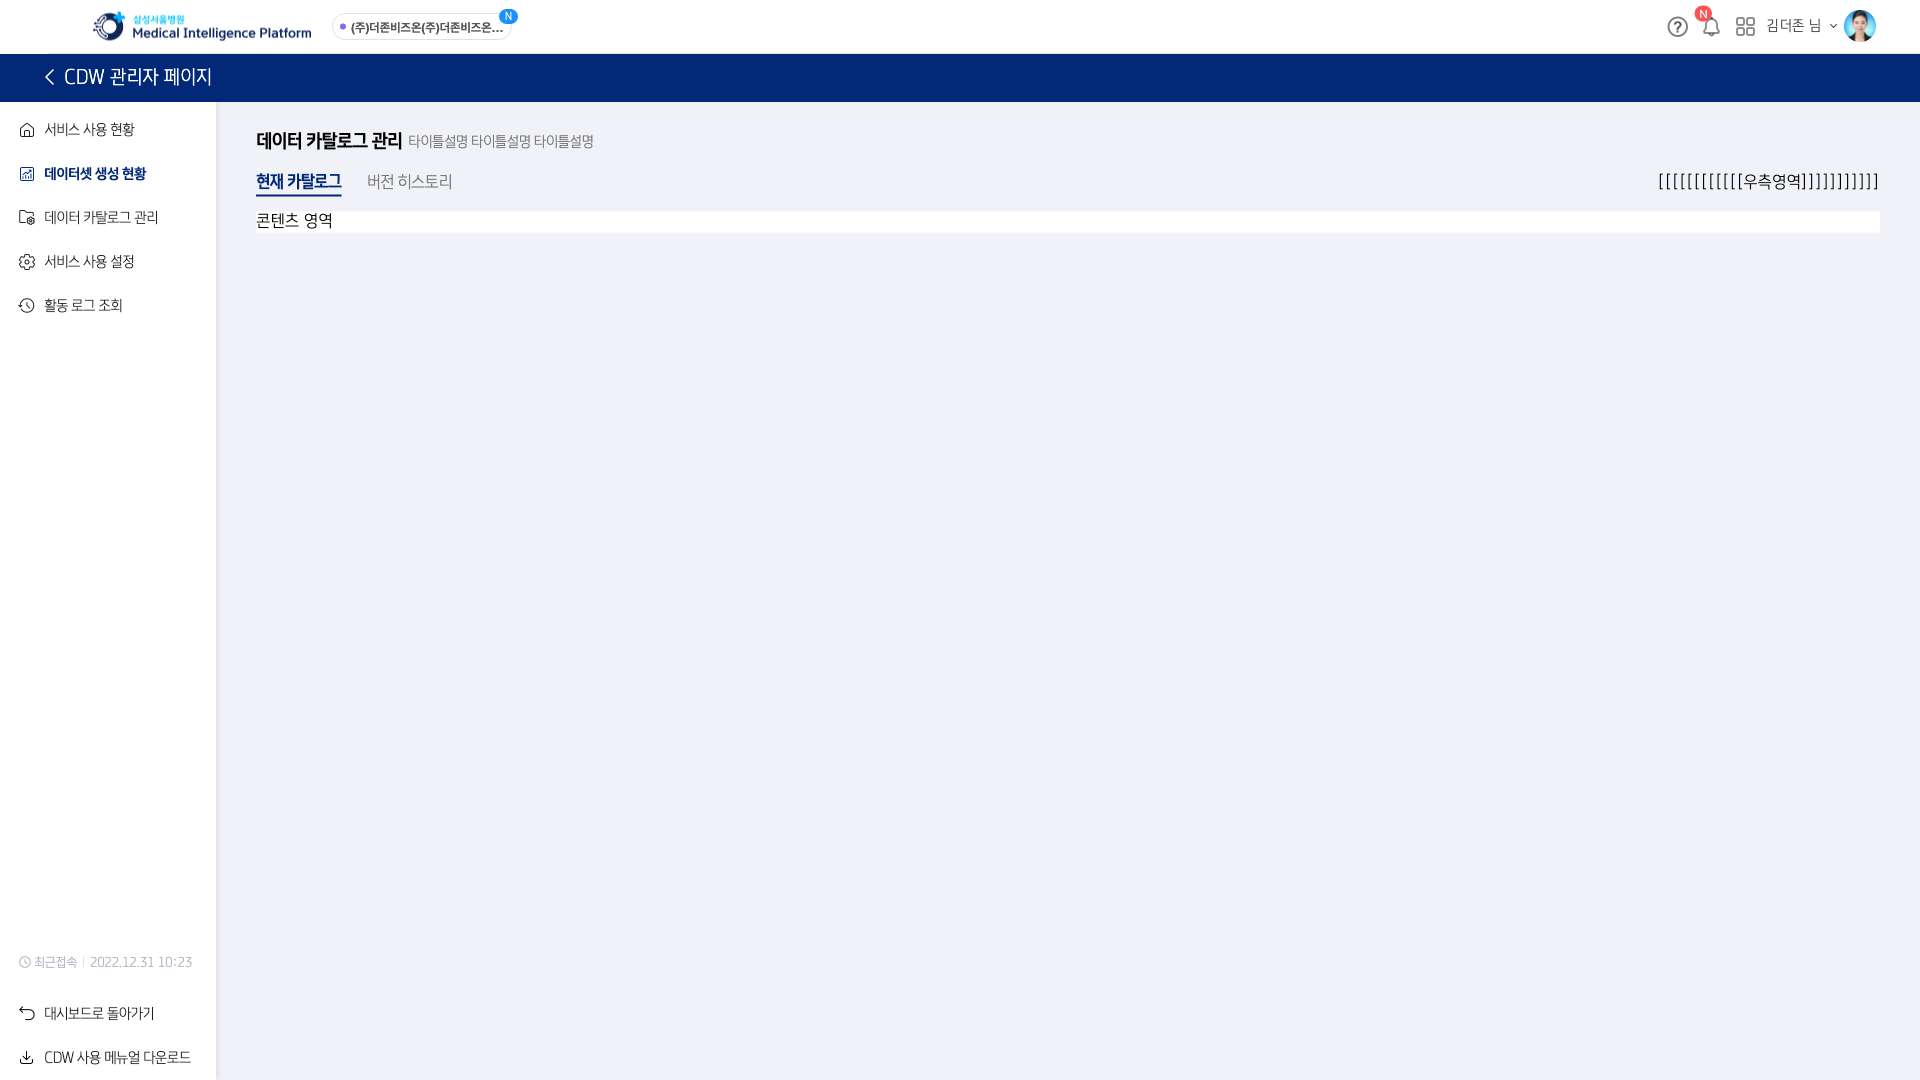 삼성서울병원
Medical Intelligence Platform
(주)더존비즈온(주)더존비즈온...
N
N
김더존 님
CDW 관리자 페이지
서비스 사용 현황
데이터셋 생성 현황
데이터 카탈로그 관리
서비스 사용 설정
활동 로그 조회
최근접속 2022.12.31 10:23
대시보드로 돌아가기
CDW 사용 메뉴얼 다운로드
데이터 카탈로그 관리 타이틀설명 타이틀설명 타이틀설명
현재 카탈로그 버전 히스토리
[[[[[[[[[[[[우측영역]]]]]]]]]]]
콘텐츠 영역